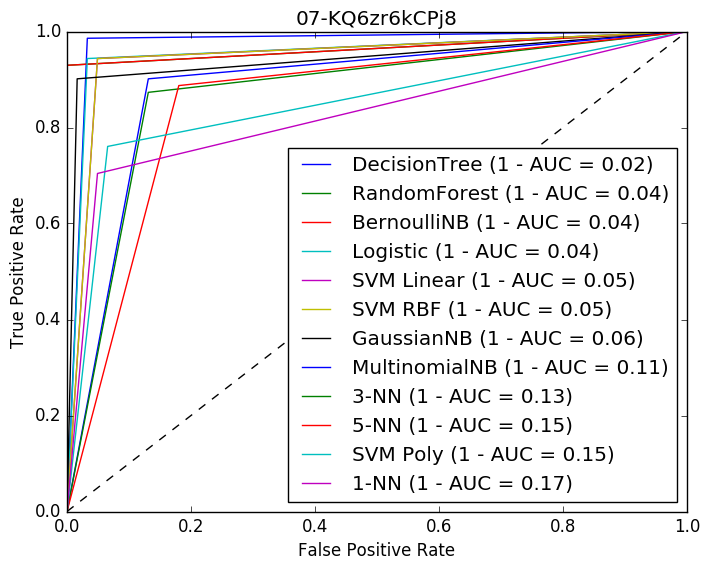 07-KQ6zr6kCPj8
1.0
0.8
0.6
0.4
0.2
0.0
True Positive Rate
DecisionTree (1 - AUC = 0.02)
RandomForest (1 - AUC = 0.04)
BernoulliNB (1 - AUC = 0.04)
Logistic (1 - AUC = 0.04)
SVM Linear (1 - AUC = 0.05)
SVM RBF (1 - AUC = 0.05)
GaussianNB (1 - AUC = 0.06)
MultinomialNB (1 - AUC = 0.11)
3-NN (1 - AUC = 0.13)
5-NN (1 - AUC = 0.15)
SVM Poly (1 - AUC = 0.15)
1-NN (1 - AUC = 0.17)
0.0 0.2 0.4 0.6 0.8 1.0
False Positive Rate